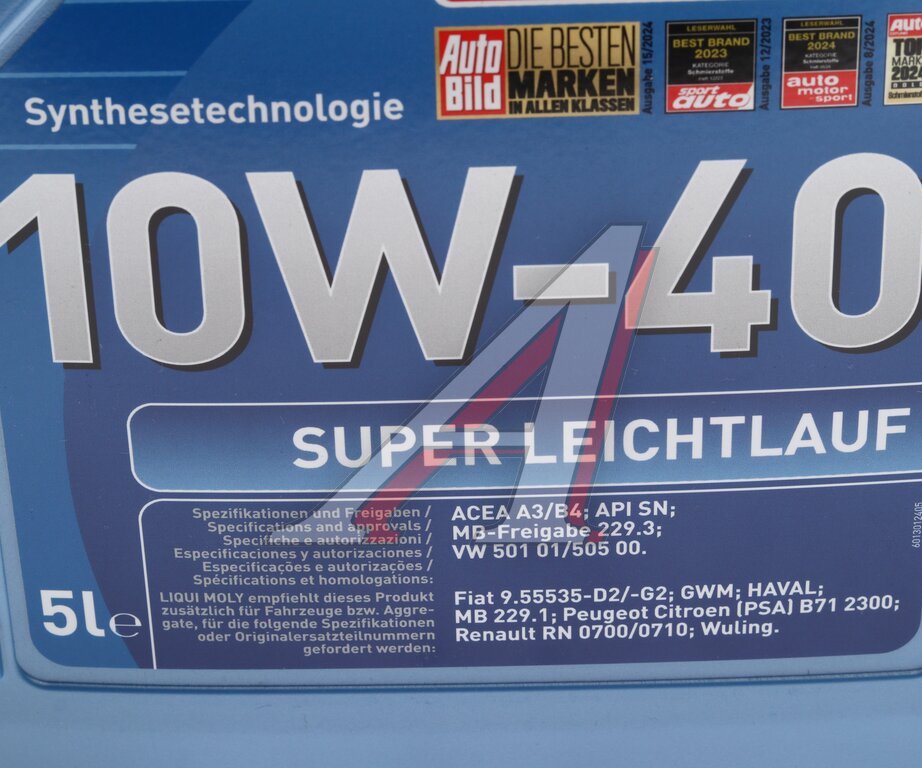 Auto
Bild
DIE BESTEN
MARKEN
IN ALLEN KLASSEN
Ausgabe 15/2024
LESERWAHL
BEST BRAND
2023
KATEGORIE
Schmierstoffe
sport
auto
Ausgabe 12/2023
LESERWAHL
BEST BRAND
2024
KATEGORIE
Schmierstoffe
auto
motor
sport
Ausgabe 8/2024
Synthesetechnologie
10W-40
SUPER LEICHTLAUF
Spezifikationen und Freigaben /
Specifications and approvals /
Specifiche e autorizzazioni /
Especificaciones y autorizaciones /
Especificações e autorizações /
Spécifications et homologations:
ACEA A3/B4; API SN;
MB-Freigabe 229.3;
VW 501 01/505 00.
LIQUI MOLY empfiehlt dieses Produkt
zusätzlich für Fahrzeuge bzw. Aggre-
gate, für die folgende Spezifikationen
oder Originalersatzteilnummern
gefordert werden:
Fiat 9.55535-D2/-G2; GWM; HAVAL;
MB 229.1; Peugeot Citroen (PSA) B71 2300;
Renault RN 0700/0710; Wuling.
5l e